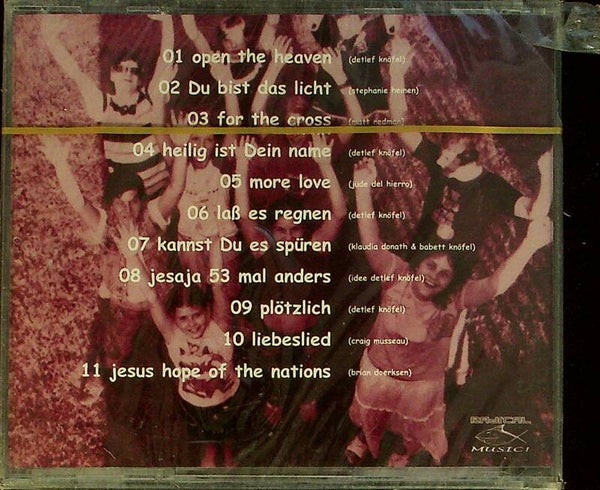 01 open the heaven (detlef knöfel)
02 Du bist das licht (stephanie heinen)
03 for the cross (matt redman)
04 heilig ist Dein name (detlef knöfel)
05 more love (jude del hierro)
06 laß es regnen (detlef knöfel)
07 kannst Du es spüren (klaudia donath & babett knöfel)
08 jesaja 53 mal anders (idee detlef knöfel)
09 plötzlich (detlef knöfel)
10 liebeslied (craig musseau)
11 jesus hope of the nations (brian doerksen)
RADICAL
MUSIC!